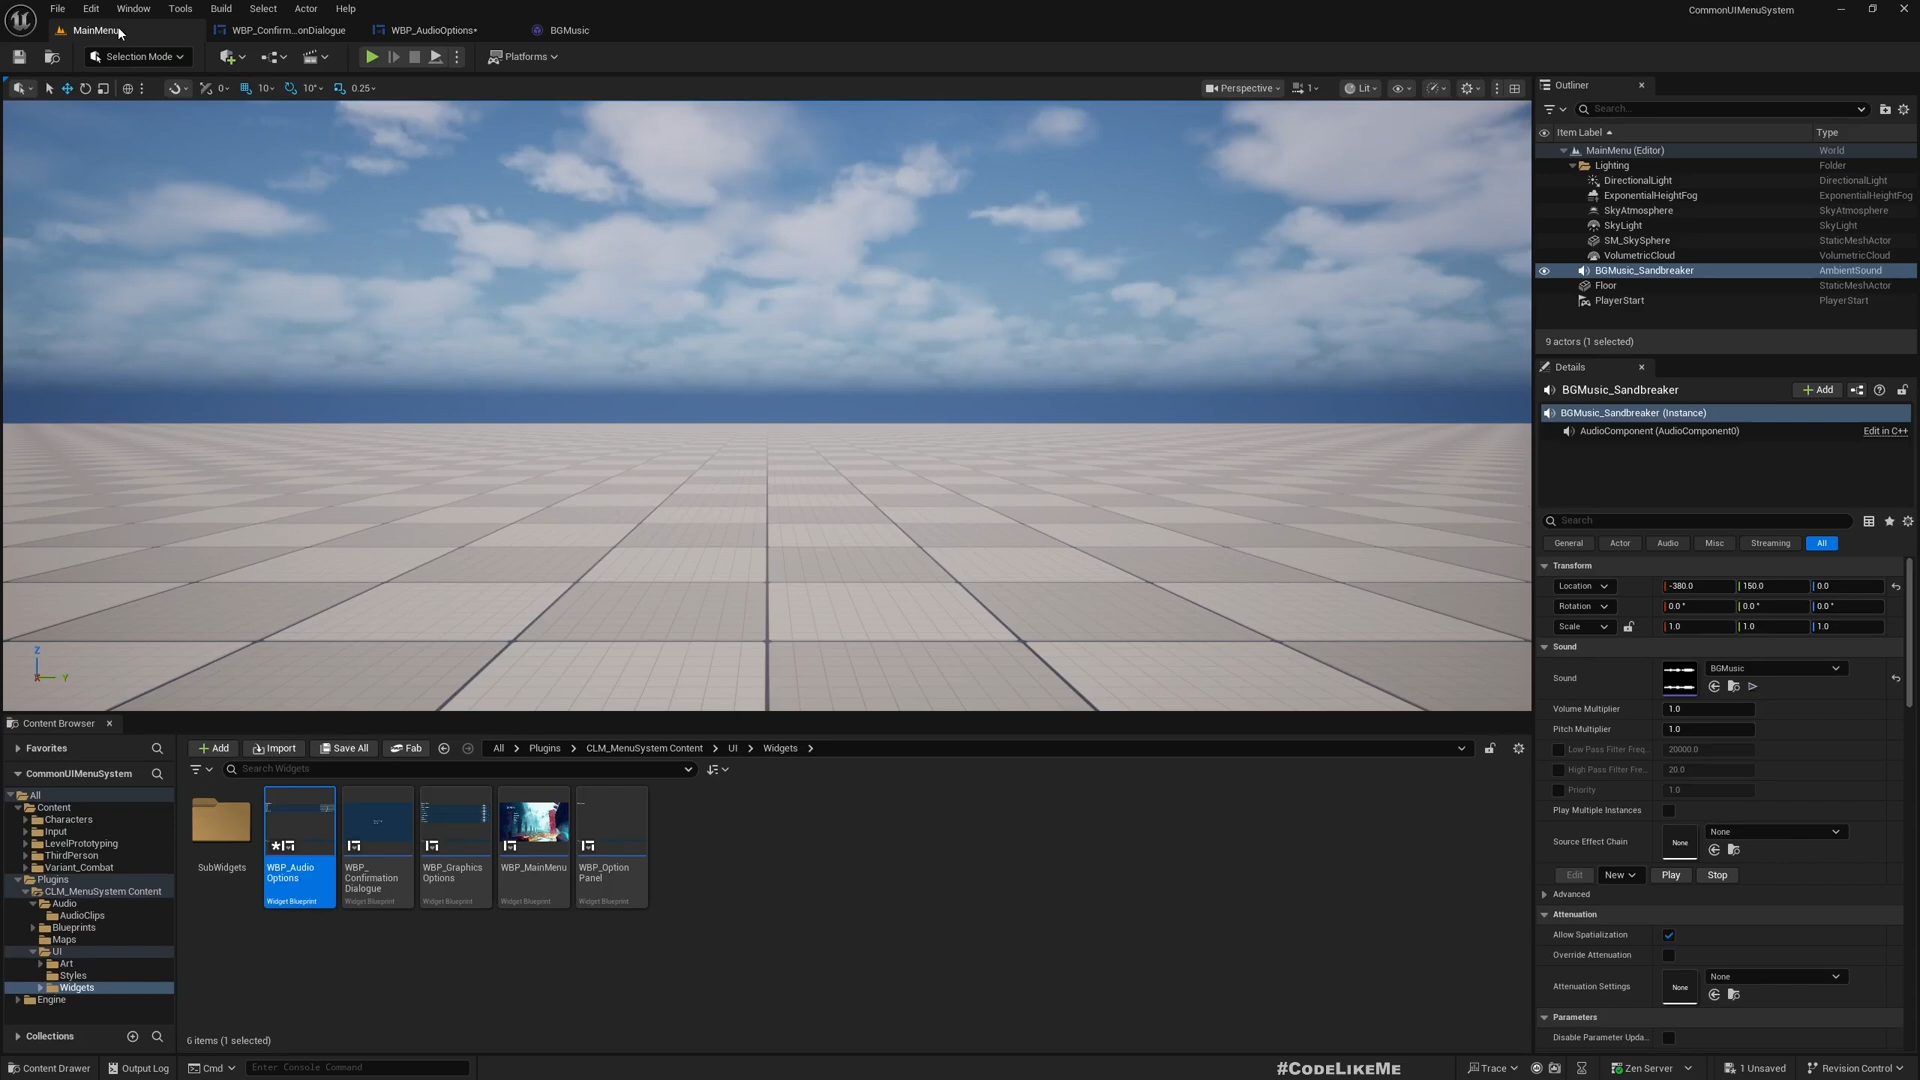 File Edit Window Tools Build Select Actor Help
CommonUIMenuSystem
MainMenu
WBP_Confirm...onDialogue
WBP_AudioOptions•
BGMusic
Selection Mode
Platforms
0
10
10°
0.25
Perspective
1
Lit
Z
X Y
Outliner
Search...
Item Label Type
MainMenu (Editor) World
Lighting Folder
DirectionalLight DirectionalLight
ExponentialHeightFog ExponentialHeightFog
SkyAtmosphere SkyAtmosphere
SkyLight SkyLight
SM_SkySphere StaticMeshActor
VolumetricCloud VolumetricCloud
BGMusic_Sandbreaker AmbientSound
Floor StaticMeshActor
PlayerStart PlayerStart
9 actors (1 selected)
Details
BGMusic_Sandbreaker
Add
BGMusic_Sandbreaker (Instance)
AudioComponent (AudioComponent0) Edit in C++
Search
General Actor Audio Misc Streaming All
Transform
Location -380.0 150.0 0.0
Rotation 0.0 ° 0.0 ° 0.0 °
Scale 1.0 1.0 1.0
Sound
Sound BGMusic
Volume Multiplier 1.0
Pitch Multiplier 1.0
Low Pass Filter Freq... 20000.0
High Pass Filter Fre... 20.0
Priority 1.0
Play Multiple Instances
Source Effect Chain None None
Edit New Play Stop
Advanced
Attenuation
Allow Spatialization
Override Attenuation
Attenuation Settings None None
Parameters
Disable Parameter Upda...
Content Browser
Favorites
CommonUIMenuSystem
All
Content
Characters
Input
LevelPrototyping
ThirdPerson
Variant_Combat
Plugins
CLM_MenuSystem Content
Audio
AudioClips
Blueprints
Maps
UI
Art
Styles
Widgets
Engine
Collections
Add Import Save All Fab All Plugins CLM_MenuSystem Content UI Widgets
Search Widgets
SubWidgets
WBP_Audio
Options
Widget Blueprint
WBP_
Confirmation
Dialogue
Widget Blueprint
WBP_Graphics
Options
Widget Blueprint
WBP_MainMenu
Widget Blueprint
WBP_Option
Panel
Widget Blueprint
6 items (1 selected)
Content Drawer Output Log Cmd Enter Console Command
#CodeLikeMe
Trace Zen Server 1 Unsaved Revision Control